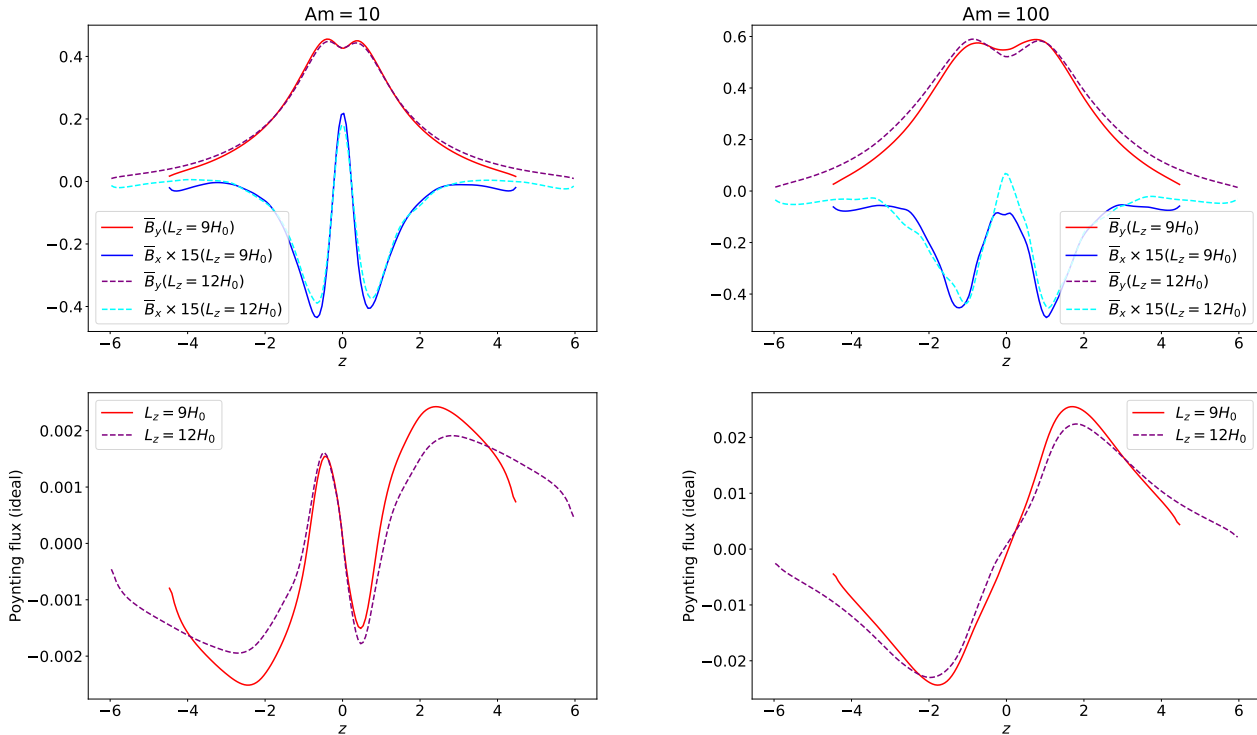 Am = 10
0.4
0.2
0.0
−0.2
−0.4
B̅y(Lz = 9H0)
B̅x × 15(Lz = 9H0)
B̅y(Lz = 12H0)
B̅x × 15(Lz = 12H0)
−6 −4 −2 0 2 4 6
z
Am = 100
0.6
0.4
0.2
0.0
−0.2
−0.4
B̅y(Lz = 9H0)
B̅x × 15(Lz = 9H0)
B̅y(Lz = 12H0)
B̅x × 15(Lz = 12H0)
−6 −4 −2 0 2 4 6
z
Poynting flux (ideal)
0.002
0.001
0.000
−0.001
−0.002
Lz = 9H0
Lz = 12H0
−6 −4 −2 0 2 4 6
z
Poynting flux (ideal)
0.02
0.01
0.00
−0.01
−0.02
Lz = 9H0
Lz = 12H0
−6 −4 −2 0 2 4 6
z